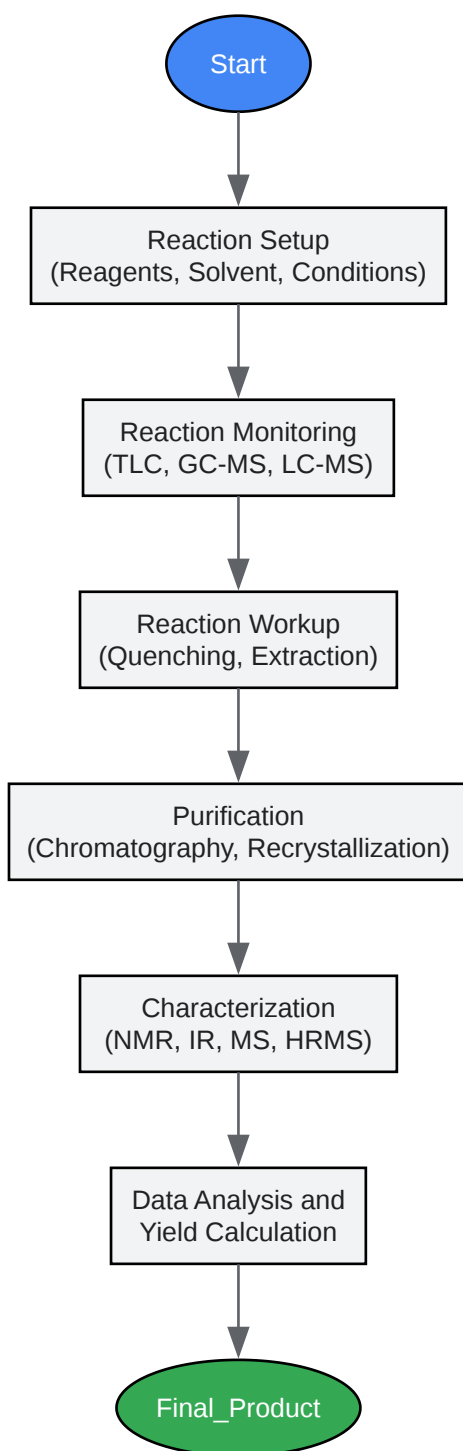 Start
Reaction Setup
(Reagents, Solvent, Conditions)
Reaction Monitoring
(TLC, GC-MS, LC-MS)
Reaction Workup
(Quenching, Extraction)
Purification
(Chromatography, Recrystallization)
Characterization
(NMR, IR, MS, HRMS)
Data Analysis and
Yield Calculation
Final_Product